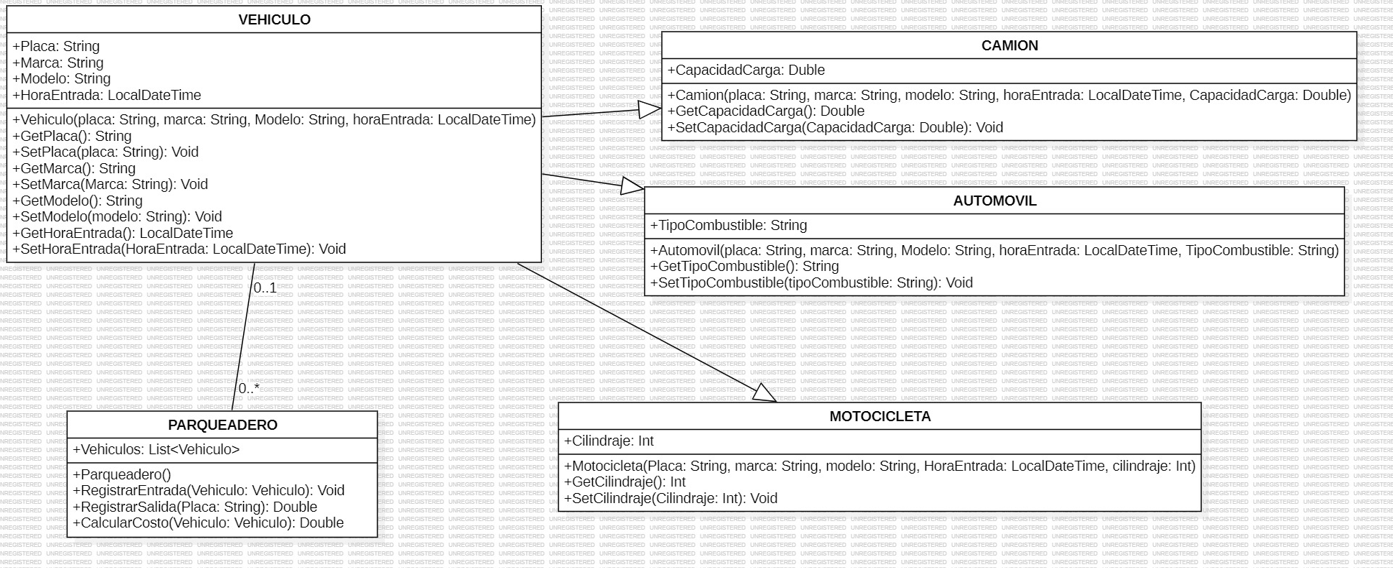 VEHICULO
+Placa: String
+Marca: String
+Modelo: String
+HoraEntrada: LocalDateTime
+Vehiculo(placa: String, marca: String, Modelo: String, horaEntrada: LocalDateTime)
+GetPlaca(): String
+SetPlaca(placa: String): Void
+GetMarca(): String
+SetMarca(Marca: String): Void
+GetModelo(): String
+SetModelo(modelo: String): Void
+GetHoraEntrada(): LocalDateTime
+SetHoraEntrada(HoraEntrada: LocalDateTime): Void
CAMION
+CapacidadCarga: Duble
+Camion(placa: String, marca: String, modelo: String, horaEntrada: LocalDateTime, CapacidadCarga: Double)
+GetCapacidadCarga(): Double
+SetCapacidadCarga(CapacidadCarga: Double): Void
AUTOMOVIL
+TipoCombustible: String
+Automovil(placa: String, marca: String, Modelo: String, horaEntrada: LocalDateTime, TipoCombustible: String)
+GetTipoCombustible(): String
+SetTipoCombustible(tipoCombustible: String): Void
0..1
0..*
PARQUEADERO
+Vehiculos: List<Vehiculo>
+Parqueadero()
+RegistrarEntrada(Vehiculo: Vehiculo): Void
+RegistrarSalida(Placa: String): Double
+CalcularCosto(Vehiculo: Vehiculo): Double
MOTOCICLETA
+Cilindraje: Int
+Motocicleta(Placa: String, marca: String, modelo: String, HoraEntrada: LocalDateTime, cilindraje: Int)
+GetCilindraje(): Int
+SetCilindraje(Cilindraje: Int): Void
UNREGISTERED